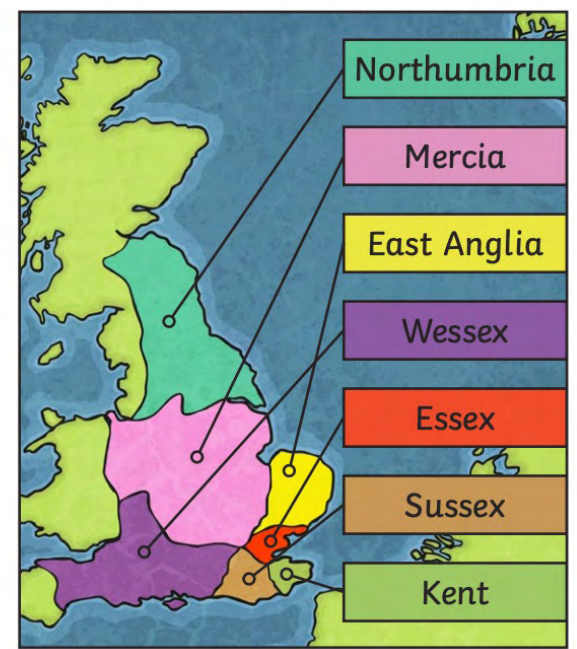 Northumbria
Mercia
East Anglia
Wessex
Essex
Sussex
Kent